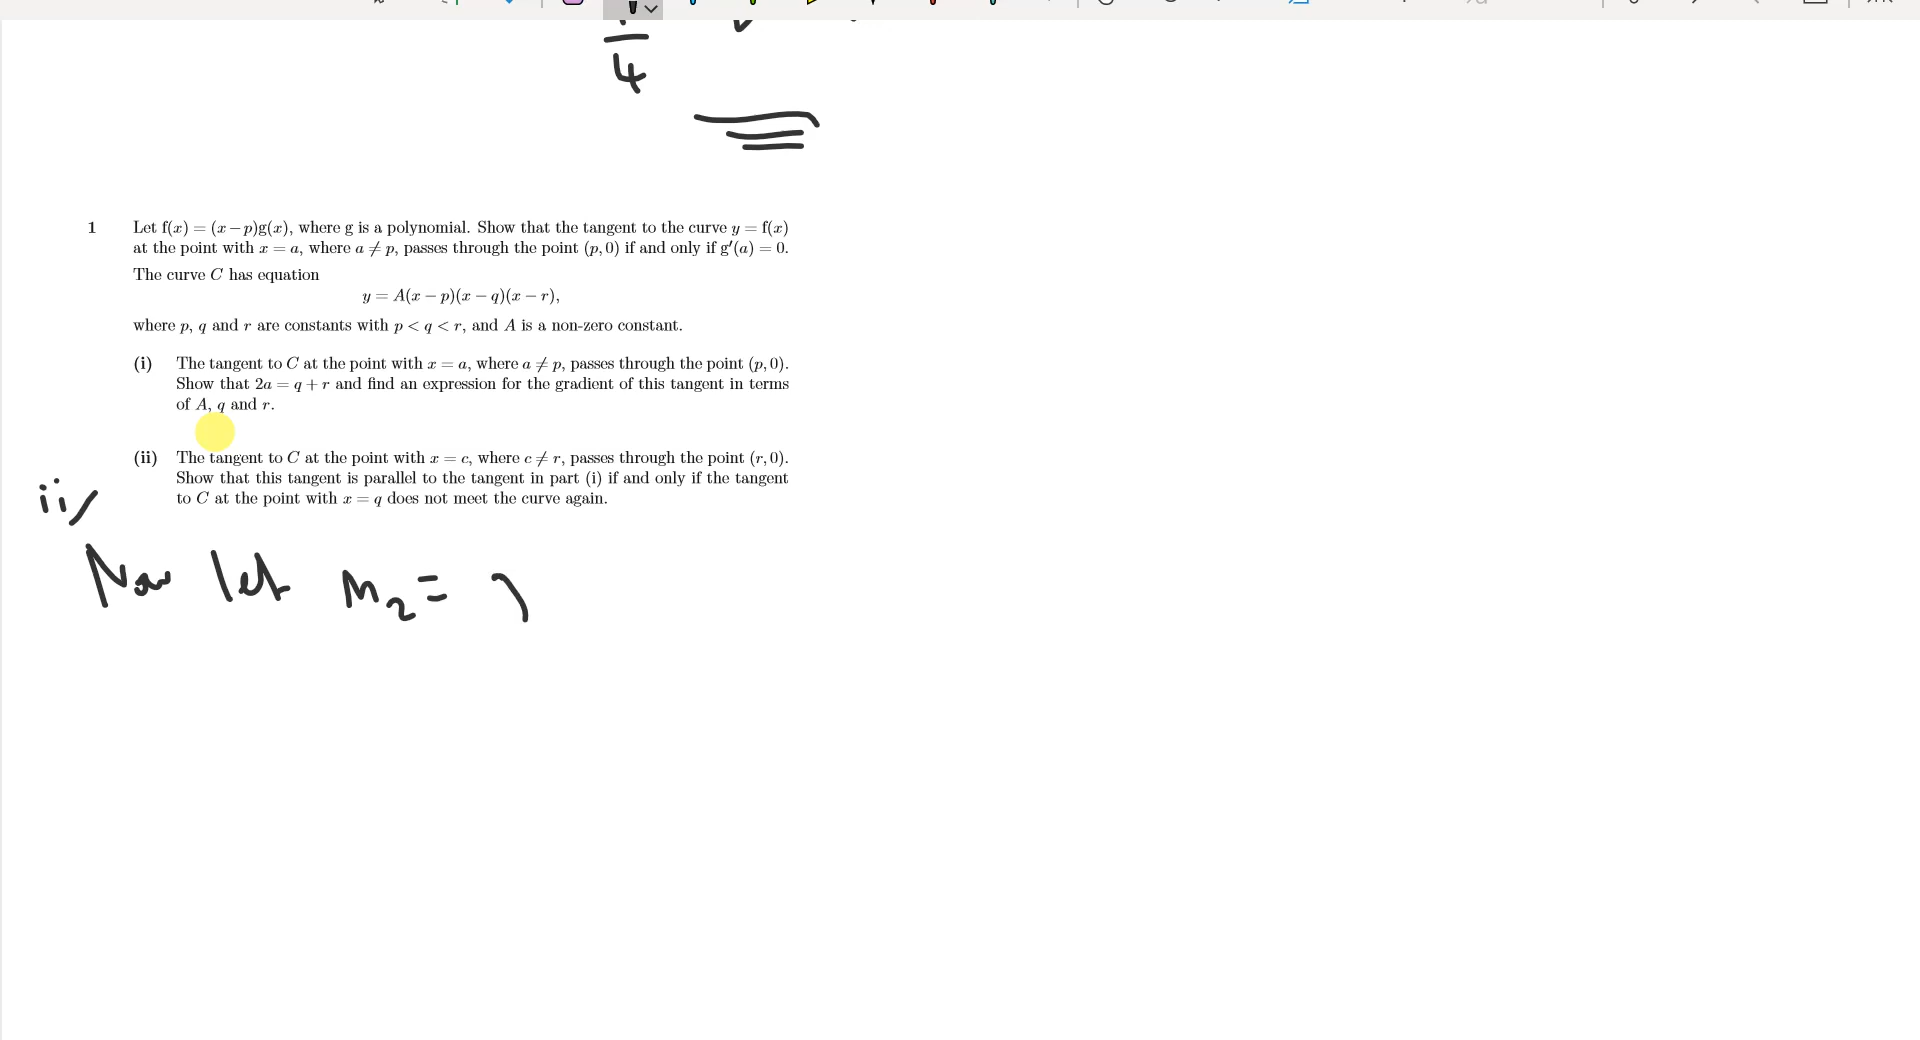 4
1 Let f(x) = (x − p)g(x), where g is a polynomial. Show that the tangent to the curve y = f(x)
at the point with x = a, where a ≠ p, passes through the point (p, 0) if and only if g′(a) = 0.
The curve C has equation
y = A(x − p)(x − q)(x − r),
where p, q and r are constants with p < q < r, and A is a non-zero constant.
(i) The tangent to C at the point with x = a, where a ≠ p, passes through the point (p, 0).
Show that 2a = q + r and find an expression for the gradient of this tangent in terms
of A, q and r.
(ii) The tangent to C at the point with x = c, where c ≠ r, passes through the point (r, 0).
Show that this tangent is parallel to the tangent in part (i) if and only if the tangent
to C at the point with x = q does not meet the curve again.
ii/
Now let m₂ = )